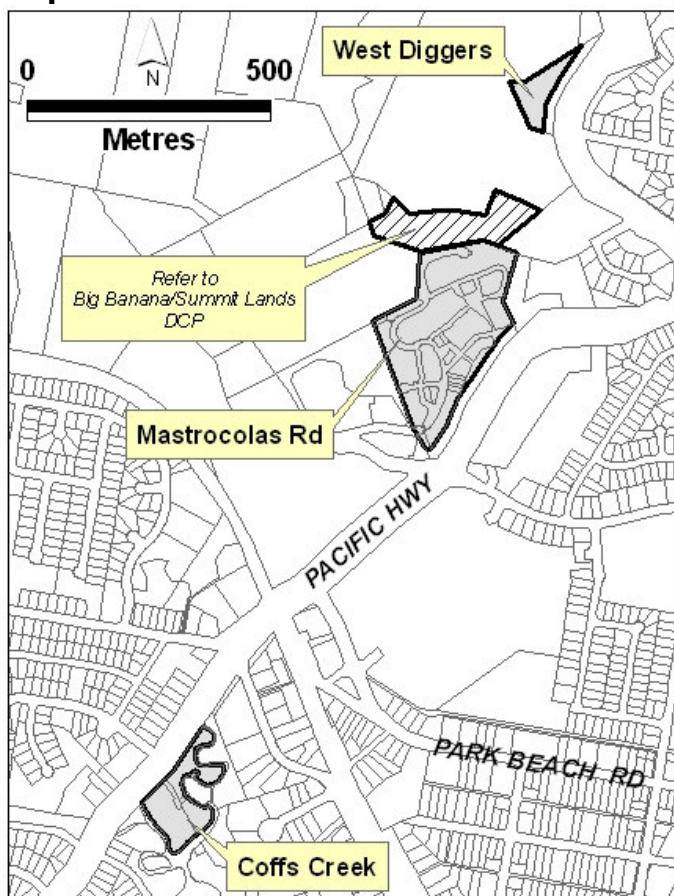 West Diggers
0 500
N
Metres
Refer to
Big Banana/Summit Lands
DCP
Mastrocolas Rd
PACIFIC HWY
PARK BEACH RD
Coffs Creek